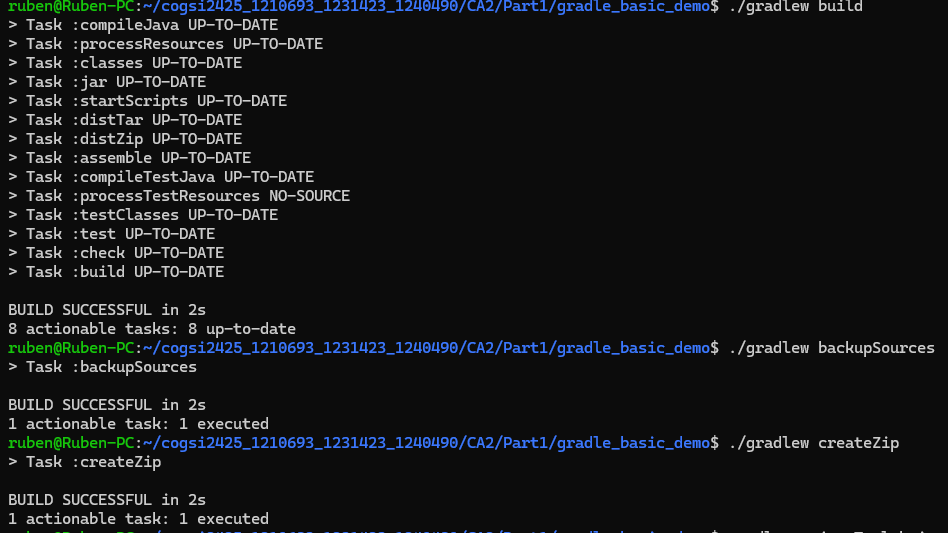 ruben@Ruben-PC:~/cogsi2425_1210693_1231423_1240490/CA2/Part1/gradle_basic_demo$ ./gradlew build
> Task :compileJava UP-TO-DATE
> Task :processResources UP-TO-DATE
> Task :classes UP-TO-DATE
> Task :jar UP-TO-DATE
> Task :startScripts UP-TO-DATE
> Task :distTar UP-TO-DATE
> Task :distZip UP-TO-DATE
> Task :assemble UP-TO-DATE
> Task :compileTestJava UP-TO-DATE
> Task :processTestResources NO-SOURCE
> Task :testClasses UP-TO-DATE
> Task :test UP-TO-DATE
> Task :check UP-TO-DATE
> Task :build UP-TO-DATE
BUILD SUCCESSFUL in 2s
8 actionable tasks: 8 up-to-date
ruben@Ruben-PC:~/cogsi2425_1210693_1231423_1240490/CA2/Part1/gradle_basic_demo$ ./gradlew backupSources
> Task :backupSources
BUILD SUCCESSFUL in 2s
1 actionable task: 1 executed
ruben@Ruben-PC:~/cogsi2425_1210693_1231423_1240490/CA2/Part1/gradle_basic_demo$ ./gradlew createZip
> Task :createZip
BUILD SUCCESSFUL in 2s
1 actionable task: 1 executed